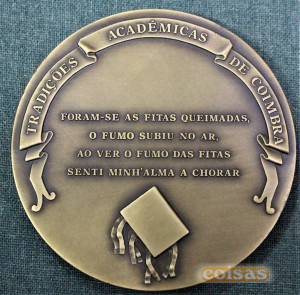 TRADIÇÕES ACADÊMICAS DE COIMBRA
FORAM-SE AS FITAS QUEIMADAS,
O FUMO SUBIU NO AR,
AO VER O FUMO DAS FITAS
SENTI MINH'ALMA A CHORAR
coisas